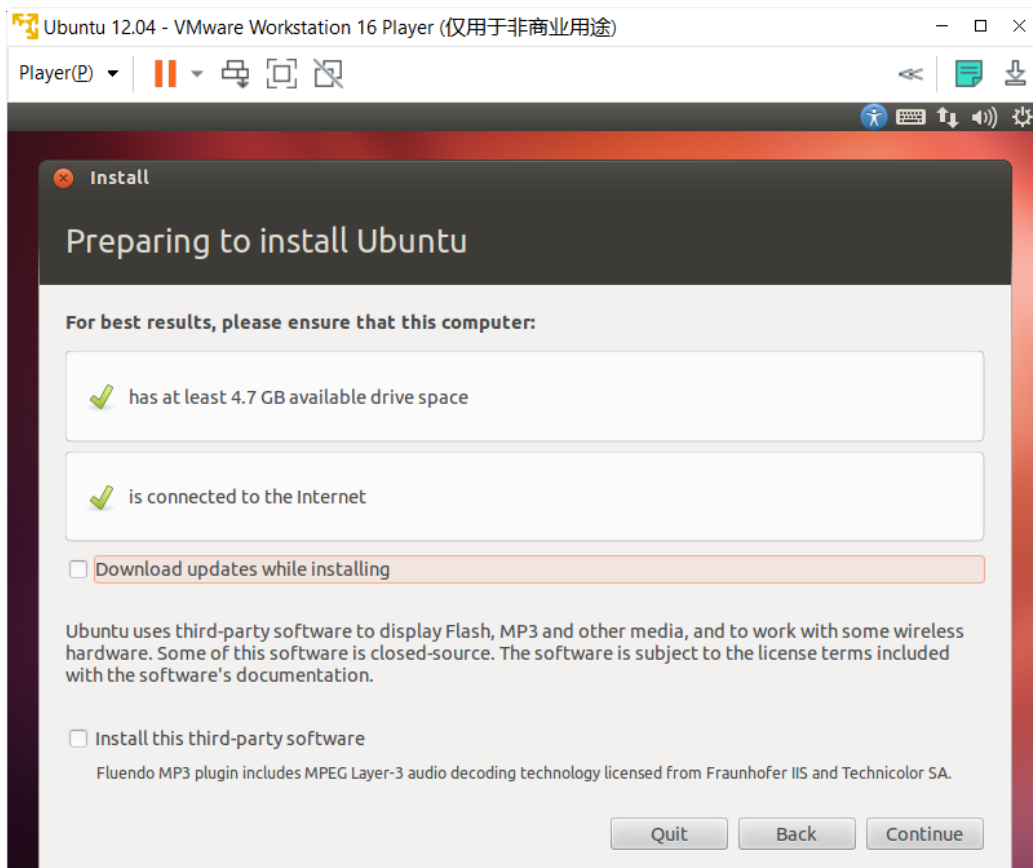 Ubuntu 12.04 - VMware Workstation 16 Player (仅用于非商业用途)
Player(P)
Install
Preparing to install Ubuntu
For best results, please ensure that this computer:
has at least 4.7 GB available drive space
is connected to the Internet
Download updates while installing
Ubuntu uses third-party software to display Flash, MP3 and other media, and to work with some wireless
hardware. Some of this software is closed-source. The software is subject to the license terms included
with the software's documentation.
Install this third-party software
Fluendo MP3 plugin includes MPEG Layer-3 audio decoding technology licensed from Fraunhofer IIS and Technicolor SA.
Quit Back Continue